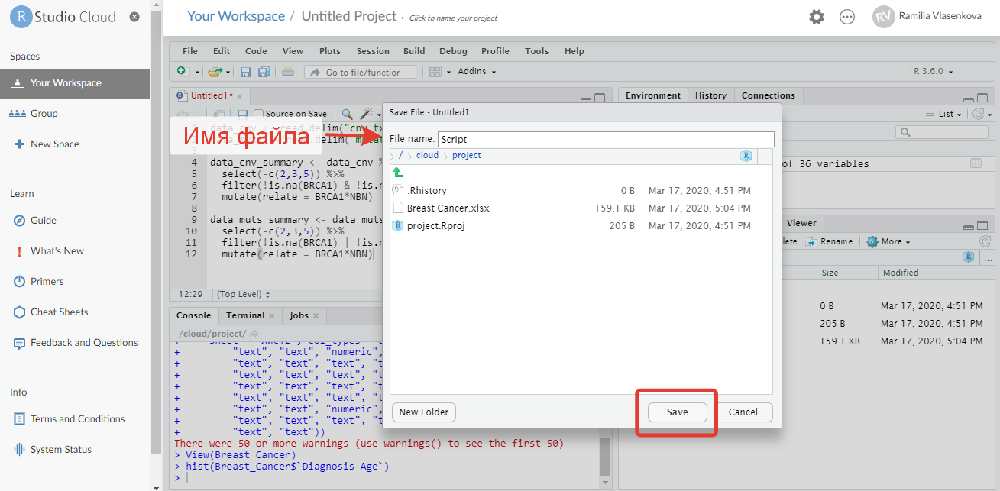 R Studio Cloud
Your Workspace / Untitled Project ← Click to name your project
RV Ramilia Vlasenkova
Spaces
Your Workspace
Group
New Space
Learn
Guide
What's New
Primers
Cheat Sheets
Feedback and Questions
Info
Terms and Conditions
System Status
File Edit Code View Plots Session Build Debug Profile Tools Help
Go to file/function Addins R 3.6.0
Untitled1*
Source on Save
Имя файла
3
4 data_cnv_summary <- data_cnv %
5 select(-c(2,3,5)) %>%
6 filter(!is.na(BRCA1) & !is.n
7 mutate(relate = BRCA1*NBN)
8
9 data_muts_summary <- data_muts
10 select(-c(2,3,5)) %>%
11 filter(!is.na(BRCA1) | !is.n
12 mutate(relate = BRCA1*NBN)
12:29 (Top Level)
Console Terminal Jobs
/cloud/project/
+ "text", "text", "numeric",
+ "text", "text", "text", "t
+ "text", "text", "text", "t
+ "text", "text", "text", "t
+ "text", "text", "text", "t
+ "text", "text", "numeric",
+ "text", "text", "text", "t
+ "text", "text"))
There were 50 or more warnings (use warnings() to see the first 50)
> View(Breast_Cancer)
> hist(Breast_Cancer$`Diagnosis Age`)
>
Save File - Untitled1
File name: Script
/ cloud project R ...
..
.Rhistory 0 B Mar 17, 2020, 4:51 PM
Breast Cancer.xlsx 159.1 KB Mar 17, 2020, 5:04 PM
project.Rproj 205 B Mar 17, 2020, 4:51 PM
New Folder Save Cancel
Environment History Connections
List
of 36 variables
Viewer
lete Rename More
R ...
Size Modified
0 B Mar 17, 2020, 4:51 PM
205 B Mar 17, 2020, 4:51 PM
159.1 KB Mar 17, 2020, 5:04 PM